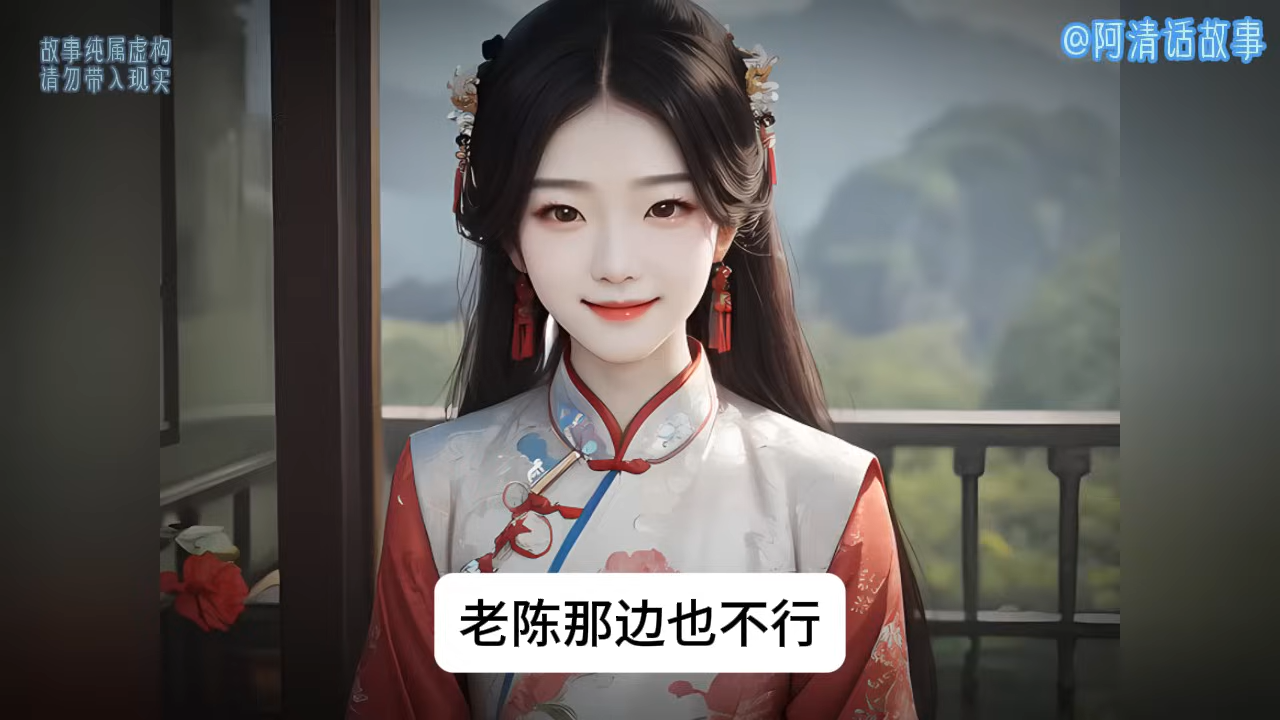 故事纯属虚构
请勿带入现实
@阿清话故事
老陈那边也不行